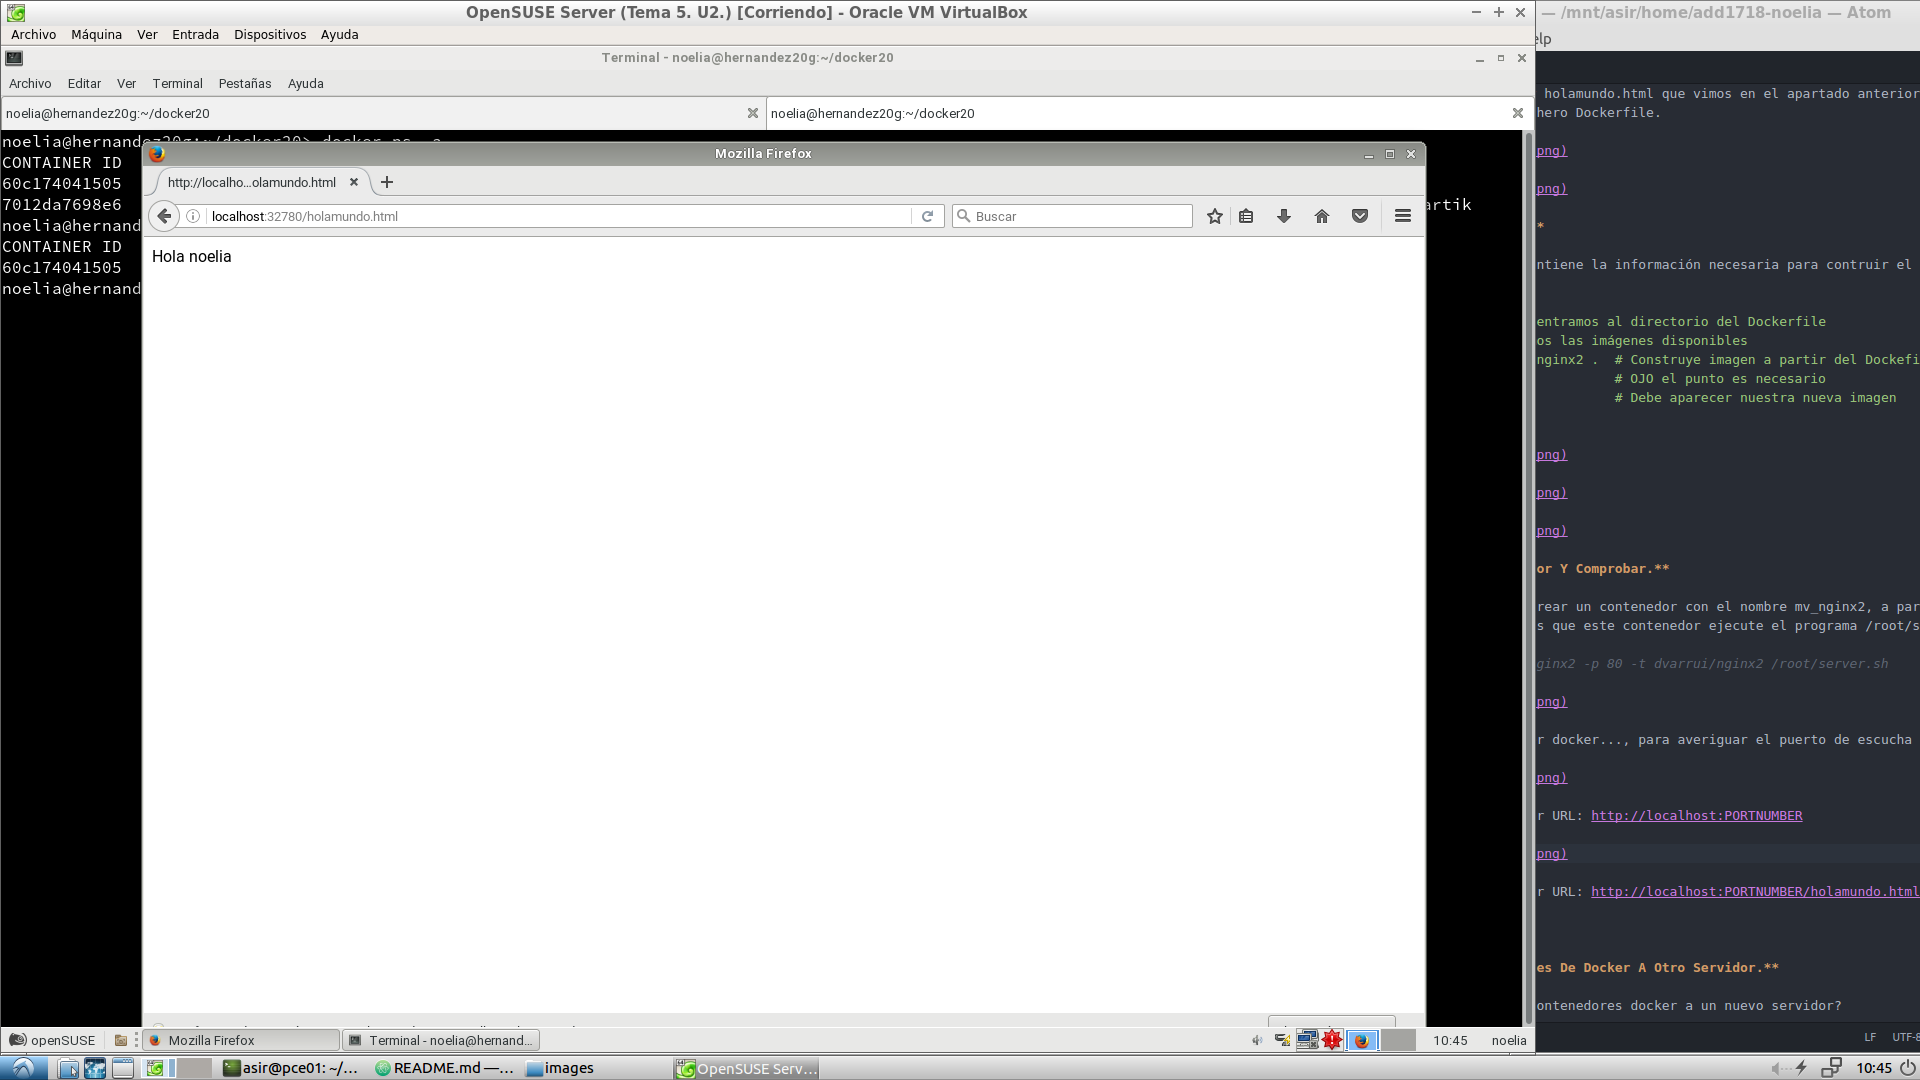 OpenSUSE Server (Tema 5. U2.) [Corriendo] - Oracle VM VirtualBox
— /mnt/asir/home/add1718-noelia — Atom
Archivo Máquina Ver Entrada Dispositivos Ayuda
elp
Terminal - noelia@hernandez20g:~/docker20
Archivo Editar Ver Terminal Pestañas Ayuda
noelia@hernandez20g:~/docker20
noelia@hernandez20g:~/docker20
noelia@hernandez20g:~/docker20> docker ps -a
CONTAINER ID
60c174041505
7012da7698e6
artik
noelia@hernand
CONTAINER ID
60c174041505
noelia@hernand
Mozilla Firefox
http://localho...olamundo.html
localhost:32780/holamundo.html
Buscar
Hola noelia
holamundo.html que vimos en el apartado anterior
hero Dockerfile.
png)
png)
*
ntiene la información necesaria para contruir el
entramos al directorio del Dockerfile
os las imágenes disponibles
nginx2 . # Construye imagen a partir del Dockefi
# OJO el punto es necesario
# Debe aparecer nuestra nueva imagen
png)
png)
png)
or Y Comprobar.**
rear un contenedor con el nombre mv_nginx2, a par
s que este contenedor ejecute el programa /root/s
ginx2 -p 80 -t dvarrui/nginx2 /root/server.sh
png)
r docker..., para averiguar el puerto de escucha
png)
r URL: http://localhost:PORTNUMBER
png)
r URL: http://localhost:PORTNUMBER/holamundo.html
es De Docker A Otro Servidor.**
ontenedores docker a un nuevo servidor?
LF UTF-8
openSUSE
Mozilla Firefox
Terminal - noelia@hernand...
10:45
noelia
asir@pce01: ~/...
README.md —...
images
OpenSUSE Serv...
10:45